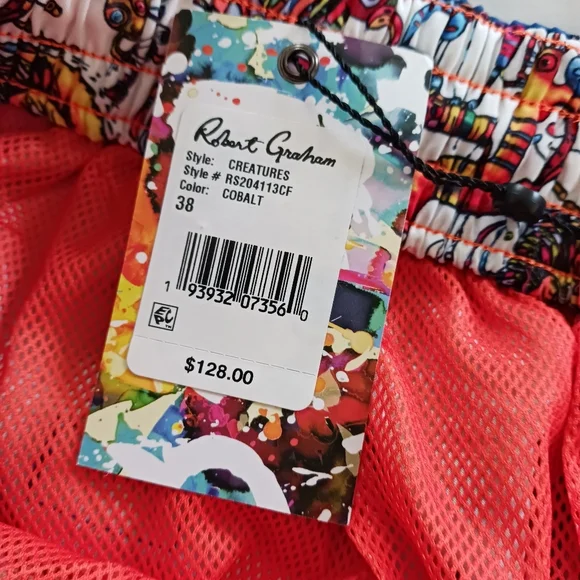 Robert Graham
Style: CREATURES
Style # RS204113CF
Color: COBALT
38
1 93932 07356 0
$128.00